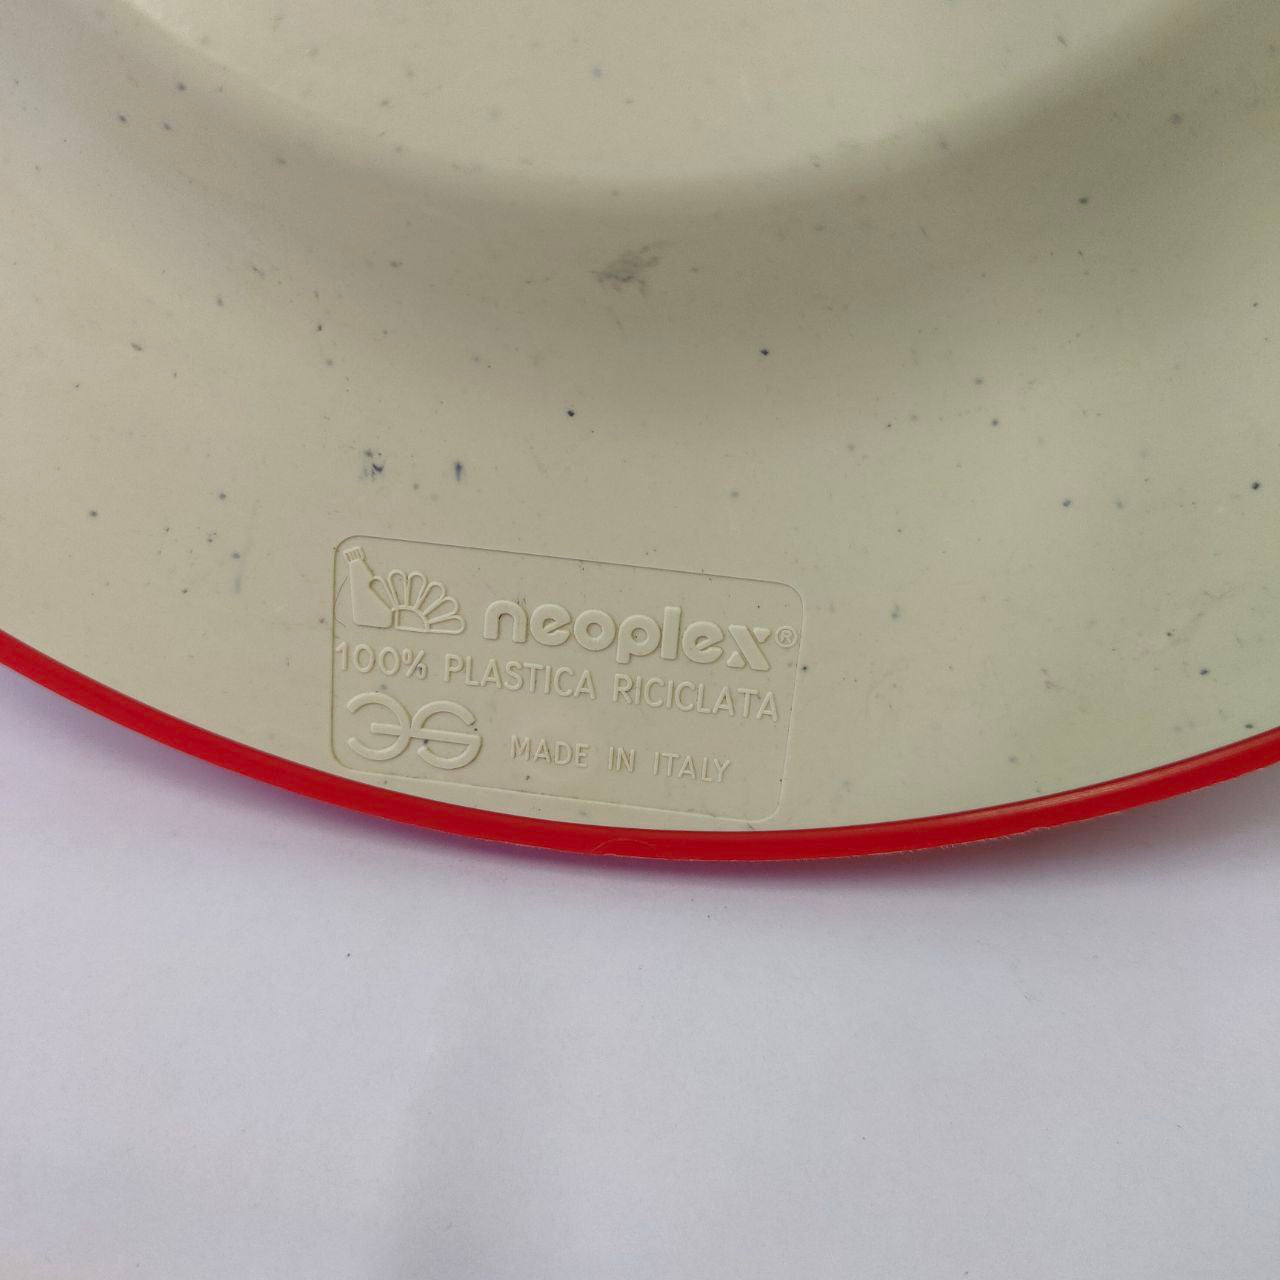 neoplex®
100% PLASTICA RICICLATA
MADE IN ITALY